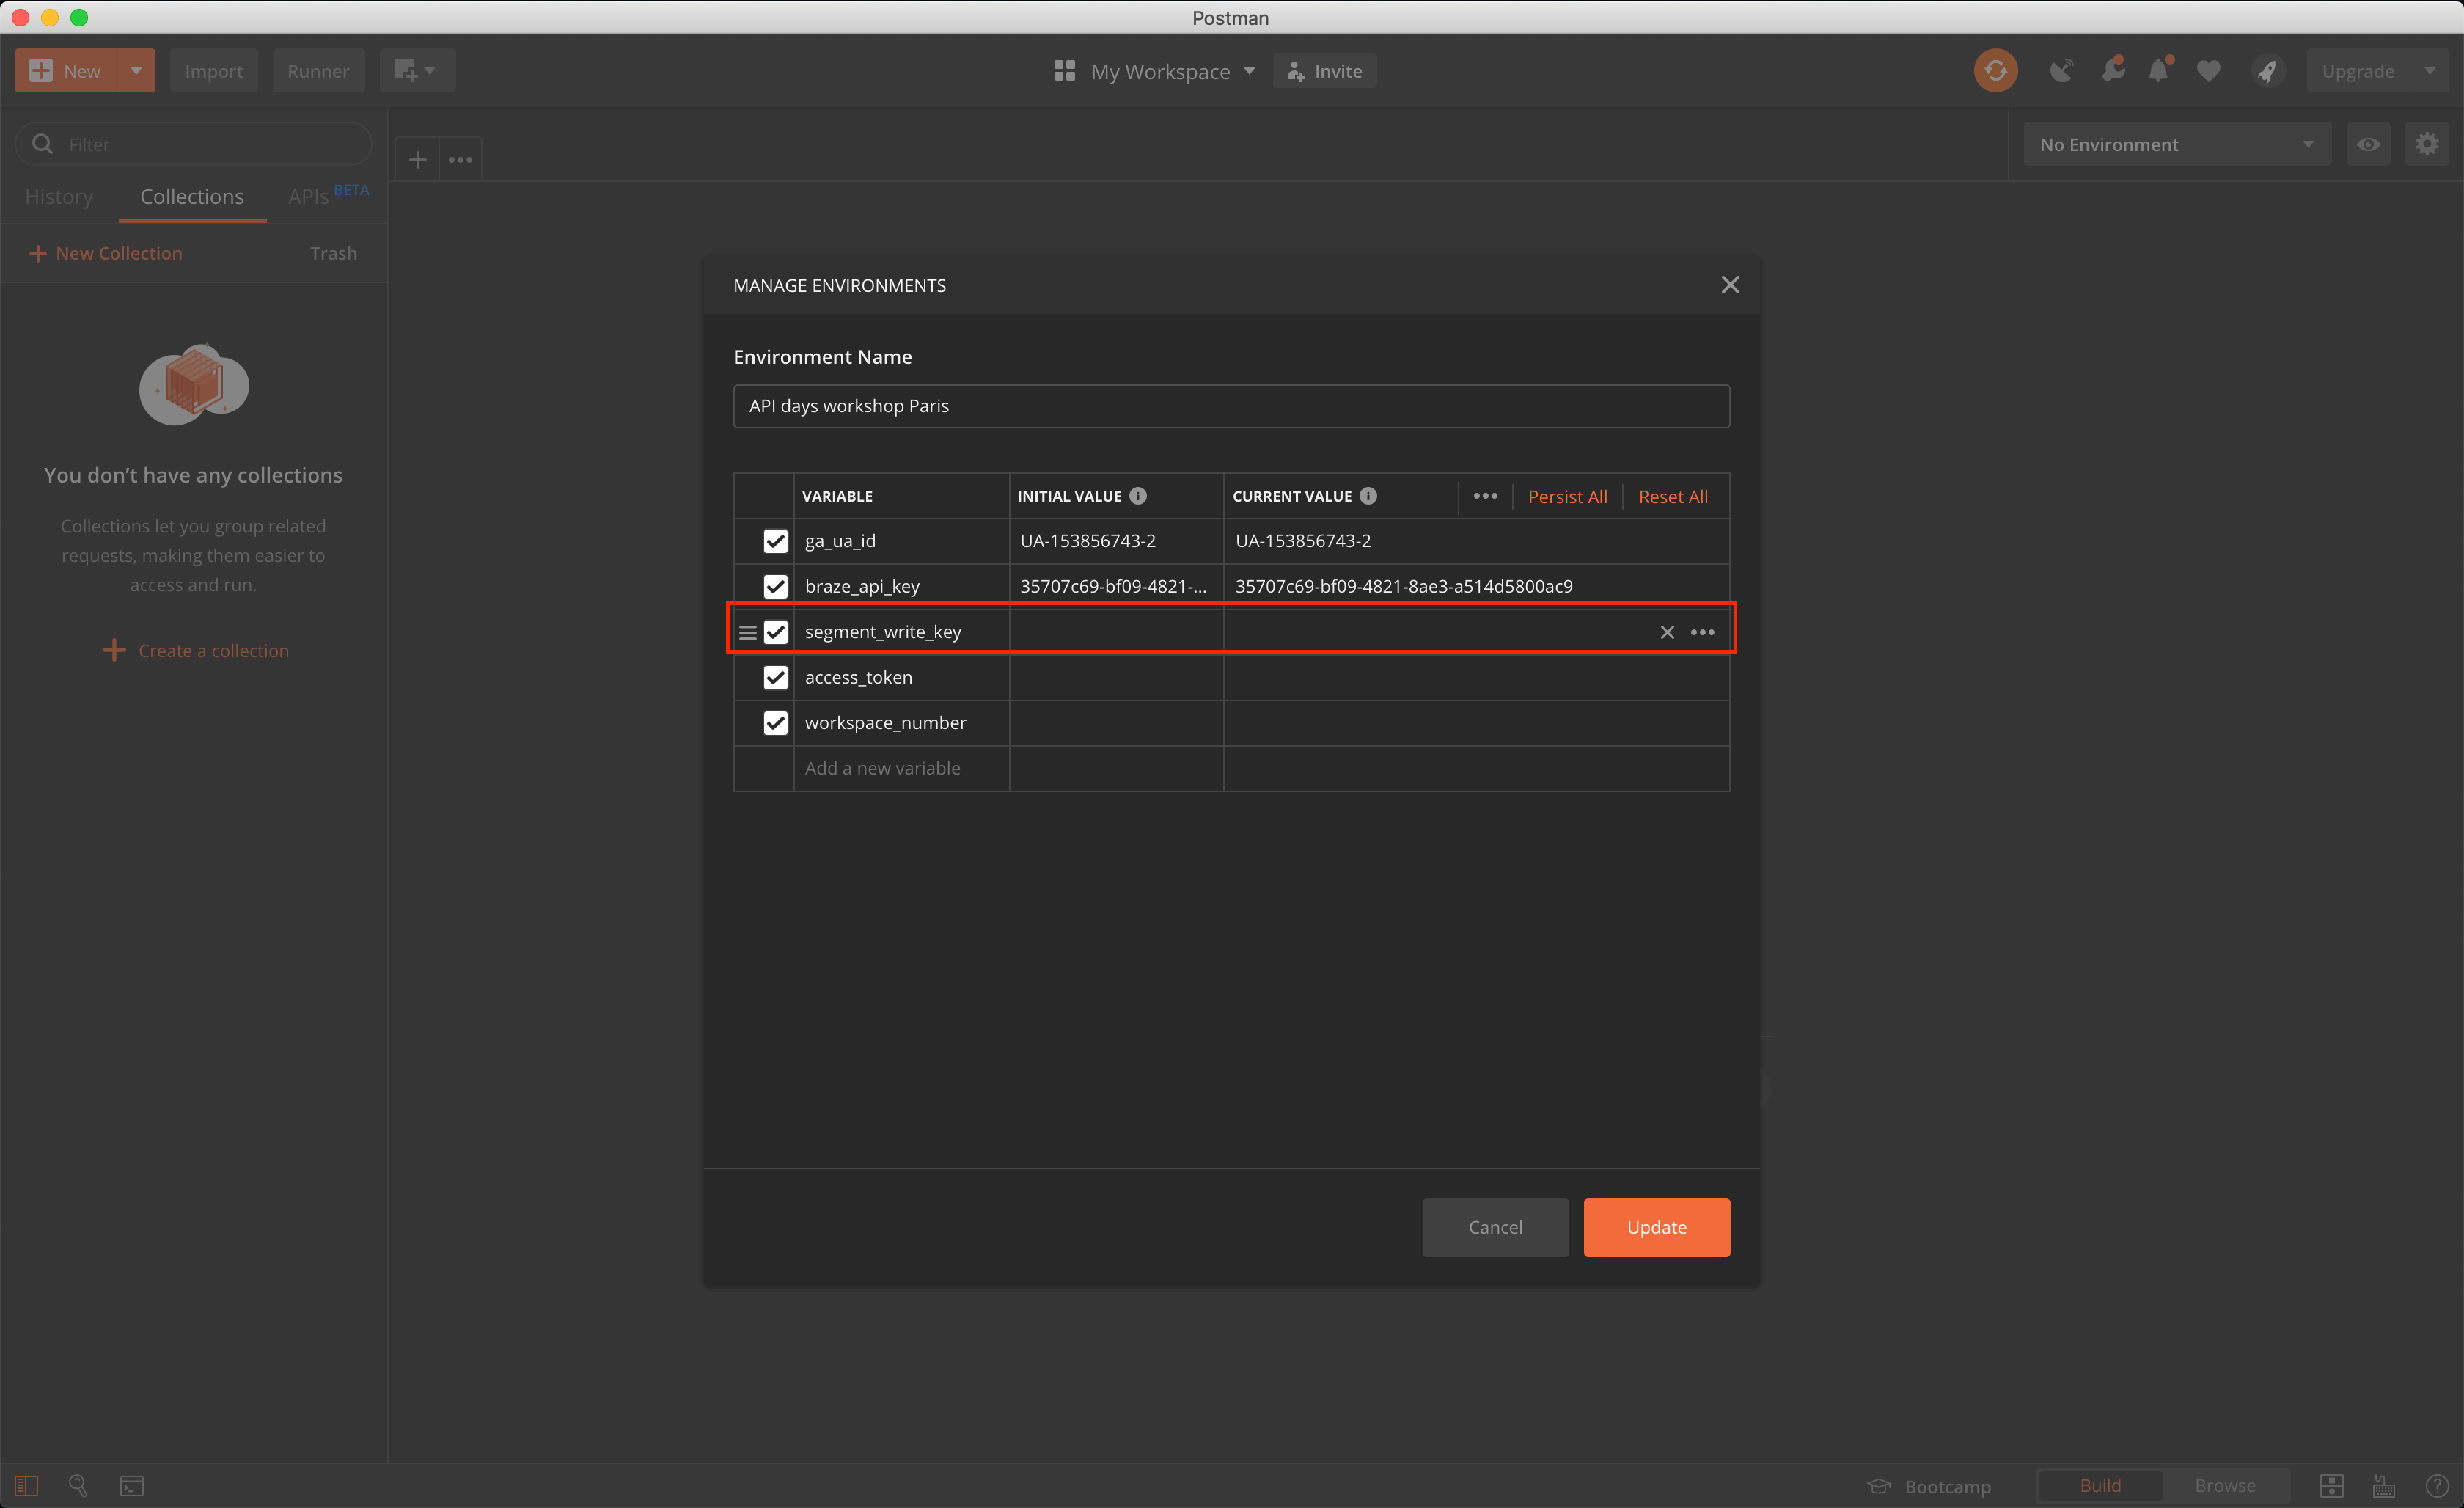 Postman
New
Import
Runner
My Workspace
Invite
Upgrade
Filter
No Environment
History
Collections
APIs BETA
New Collection
Trash
MANAGE ENVIRONMENTS
Environment Name
API days workshop Paris
VARIABLE
INITIAL VALUE
CURRENT VALUE
Persist All
Reset All
ga_ua_id
UA-153856743-2
UA-153856743-2
braze_api_key
35707c69-bf09-4821-...
35707c69-bf09-4821-8ae3-a514d5800ac9
segment_write_key
access_token
workspace_number
Add a new variable
You don’t have any collections
Collections let you group related
requests, making them easier to
access and run.
Create a collection
Cancel
Update
Bootcamp
Build
Browse